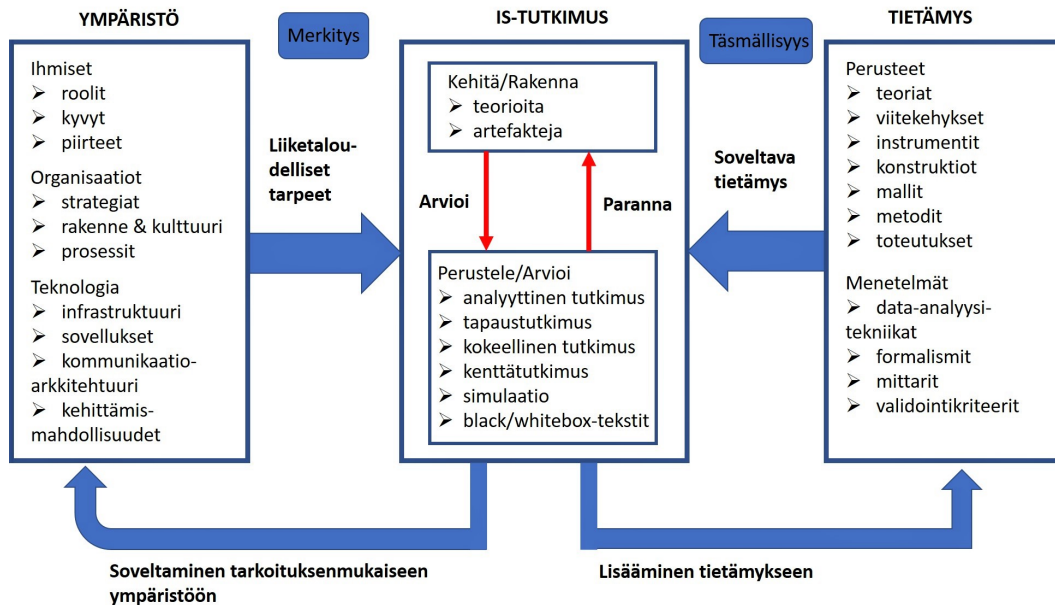 YMPÄRISTÖ
Merkitys
IS-TUTKIMUS
Täsmällisyys
TIETÄMYS
Ihmiset
roolit
kyvyt
piirteet
Organisaatiot
strategiat
rakenne & kulttuuri
prosessit
Teknologia
infrastruktuuri
sovellukset
kommunikaatio-
arkkitehtuuri
kehittämis-
mahdollisuudet
Liiketalou-
delliset
tarpeet
Kehitä/Rakenna
teorioita
artefakteja
Arvioi
Paranna
Perustele/Arvioi
analyyttinen tutkimus
tapaustutkimus
kokeellinen tutkimus
kenttätutkimus
simulaatio
black/whitebox-tekstit
Soveltava
tietämys
Perusteet
teoriat
viitekehykset
instrumentit
konstruktiot
mallit
metodit
toteutukset
Menetelmät
data-analyysi-
tekniikat
formalismit
mittarit
validointikriteerit
Soveltaminen tarkoituksenmukaiseen
ympäristöön
Lisääminen tietämykseen